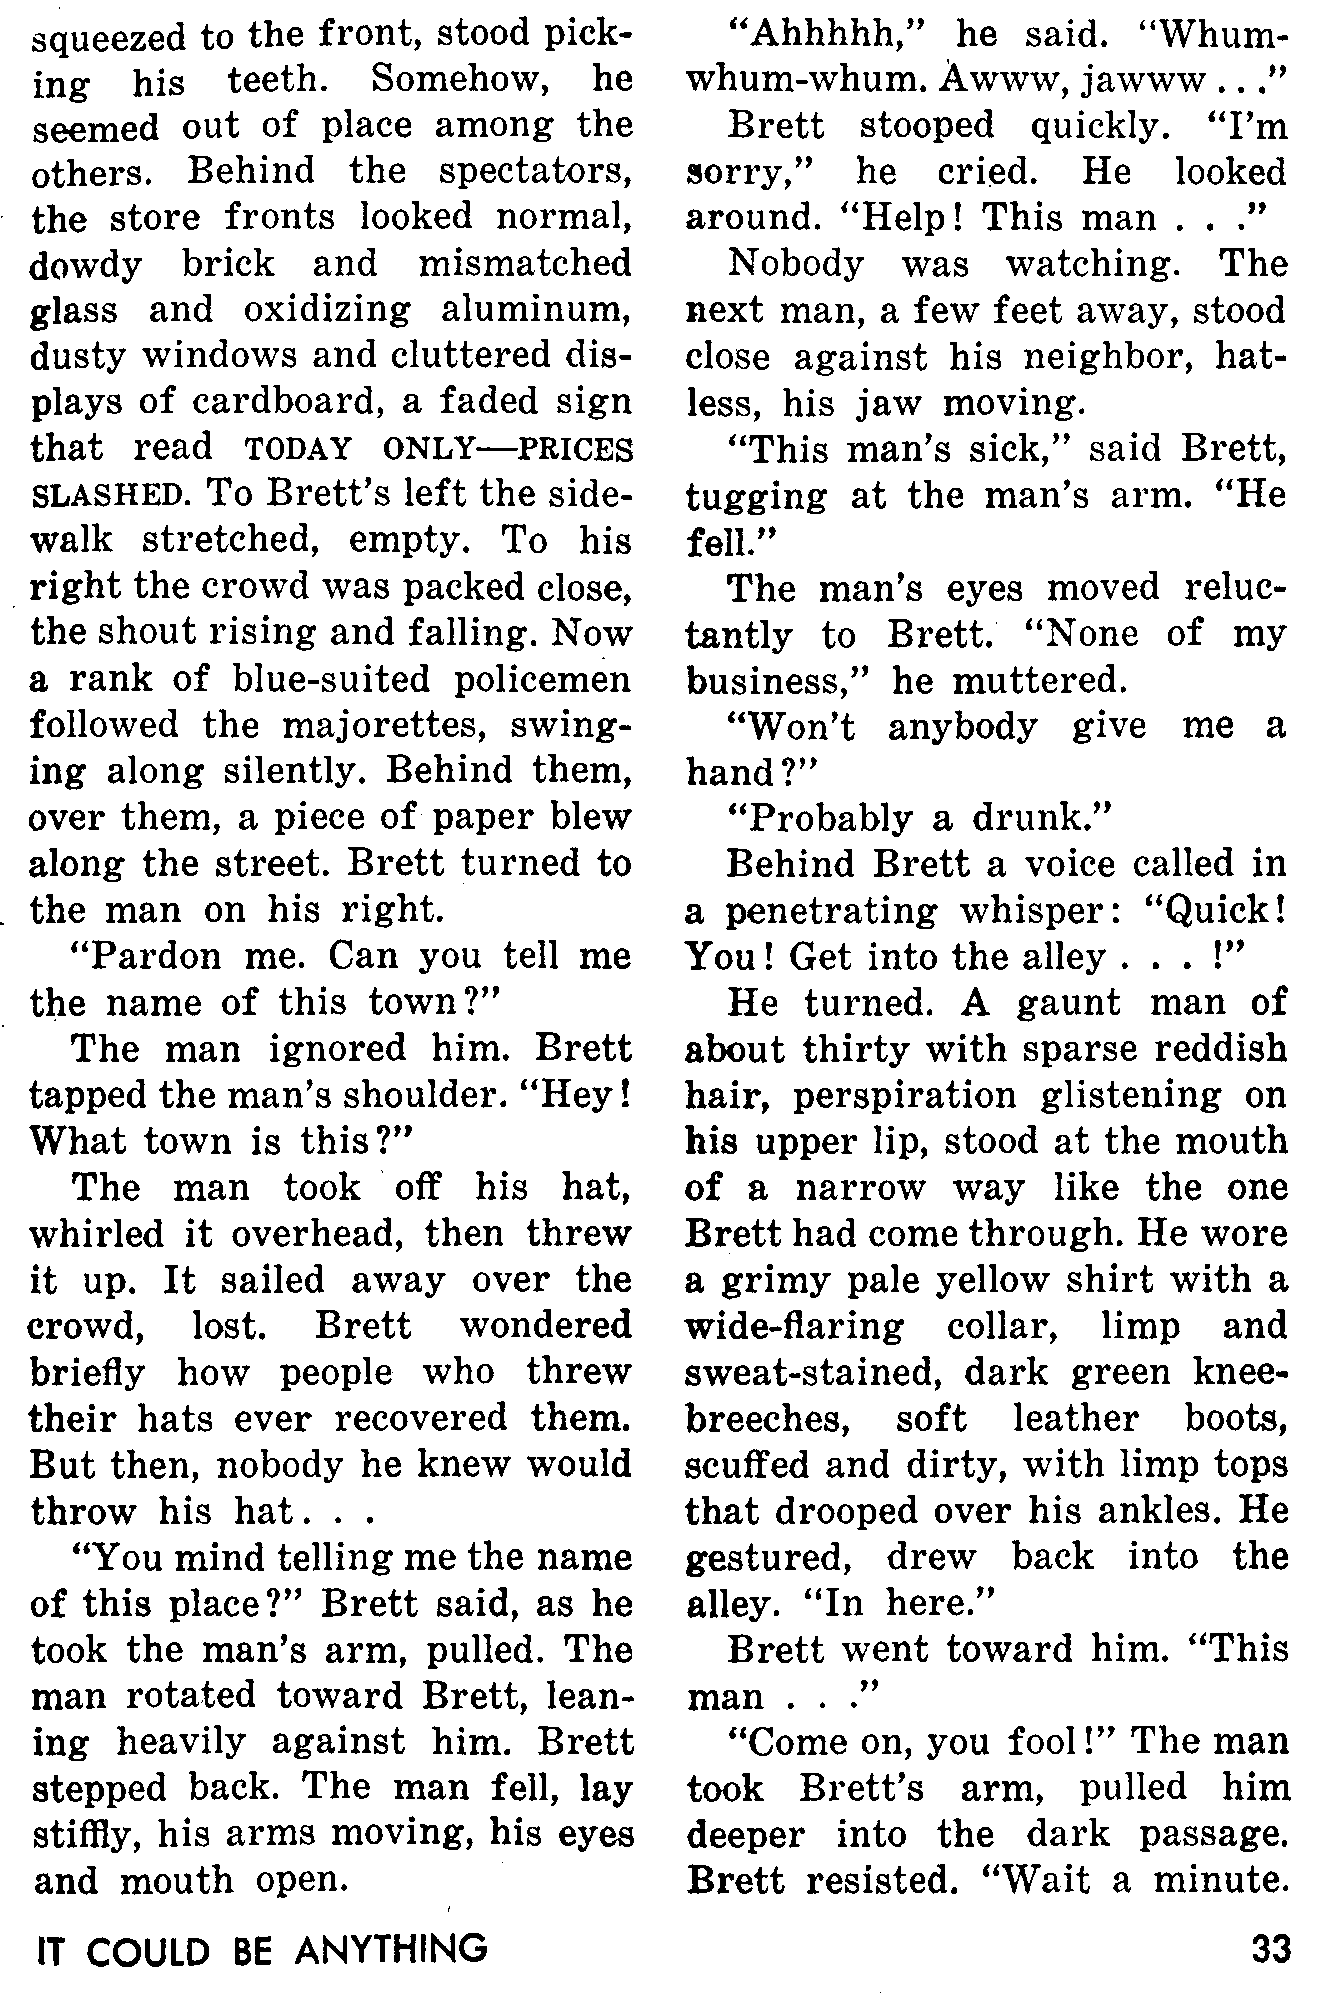 squeezed to the front, stood pick-
ing his teeth. Somehow, he
seemed out of place among the
others. Behind the spectators,
the store fronts looked normal,
dowdy brick and mismatched
glass and oxidizing aluminum,
dusty windows and cluttered dis-
plays of cardboard, a faded sign
that read TODAY ONLY—PRICES
SLASHED. To Brett's left the side-
walk stretched, empty. To his
right the crowd was packed close,
the shout rising and falling. Now
a rank of blue-suited policemen
followed the majorettes, swing-
ing along silently. Behind them,
over them, a piece of paper blew
along the street. Brett turned to
the man on his right.
“Pardon me. Can you tell me
the name of this town?”
The man ignored him. Brett
tapped the man's shoulder. “Hey!
What town is this?”
The man took off his hat,
whirled it overhead, then threw
it up. It sailed away over the
crowd, lost. Brett wondered
briefly how people who threw
their hats ever recovered them.
But then, nobody he knew would
throw his hat . . .
“You mind telling me the name
of this place?” Brett said, as he
took the man's arm, pulled. The
man rotated toward Brett, lean-
ing heavily against him. Brett
stepped back. The man fell, lay
stiffly, his arms moving, his eyes
and mouth open.
“Ahhhhh,” he said. “Whum-
whum-whum. Awww, jawww . . .”
Brett stooped quickly. “I'm
sorry,” he cried. He looked
around. “Help! This man . . .”
Nobody was watching. The
next man, a few feet away, stood
close against his neighbor, hat-
less, his jaw moving.
“This man's sick,” said Brett,
tugging at the man's arm. “He
fell.”
The man's eyes moved reluc-
tantly to Brett. “None of my
business,” he muttered.
“Won't anybody give me a
hand?”
“Probably a drunk.”
Behind Brett a voice called in
a penetrating whisper: “Quick!
You! Get into the alley . . . !”
He turned. A gaunt man of
about thirty with sparse reddish
hair, perspiration glistening on
his upper lip, stood at the mouth
of a narrow way like the one
Brett had come through. He wore
a grimy pale yellow shirt with a
wide-flaring collar, limp and
sweat-stained, dark green knee-
breeches, soft leather boots,
scuffed and dirty, with limp tops
that drooped over his ankles. He
gestured, drew back into the
alley. “In here.”
Brett went toward him. “This
man . . .”
“Come on, you fool!” The man
took Brett's arm, pulled him
deeper into the dark passage.
Brett resisted. “Wait a minute.
IT COULD BE ANYTHING 33